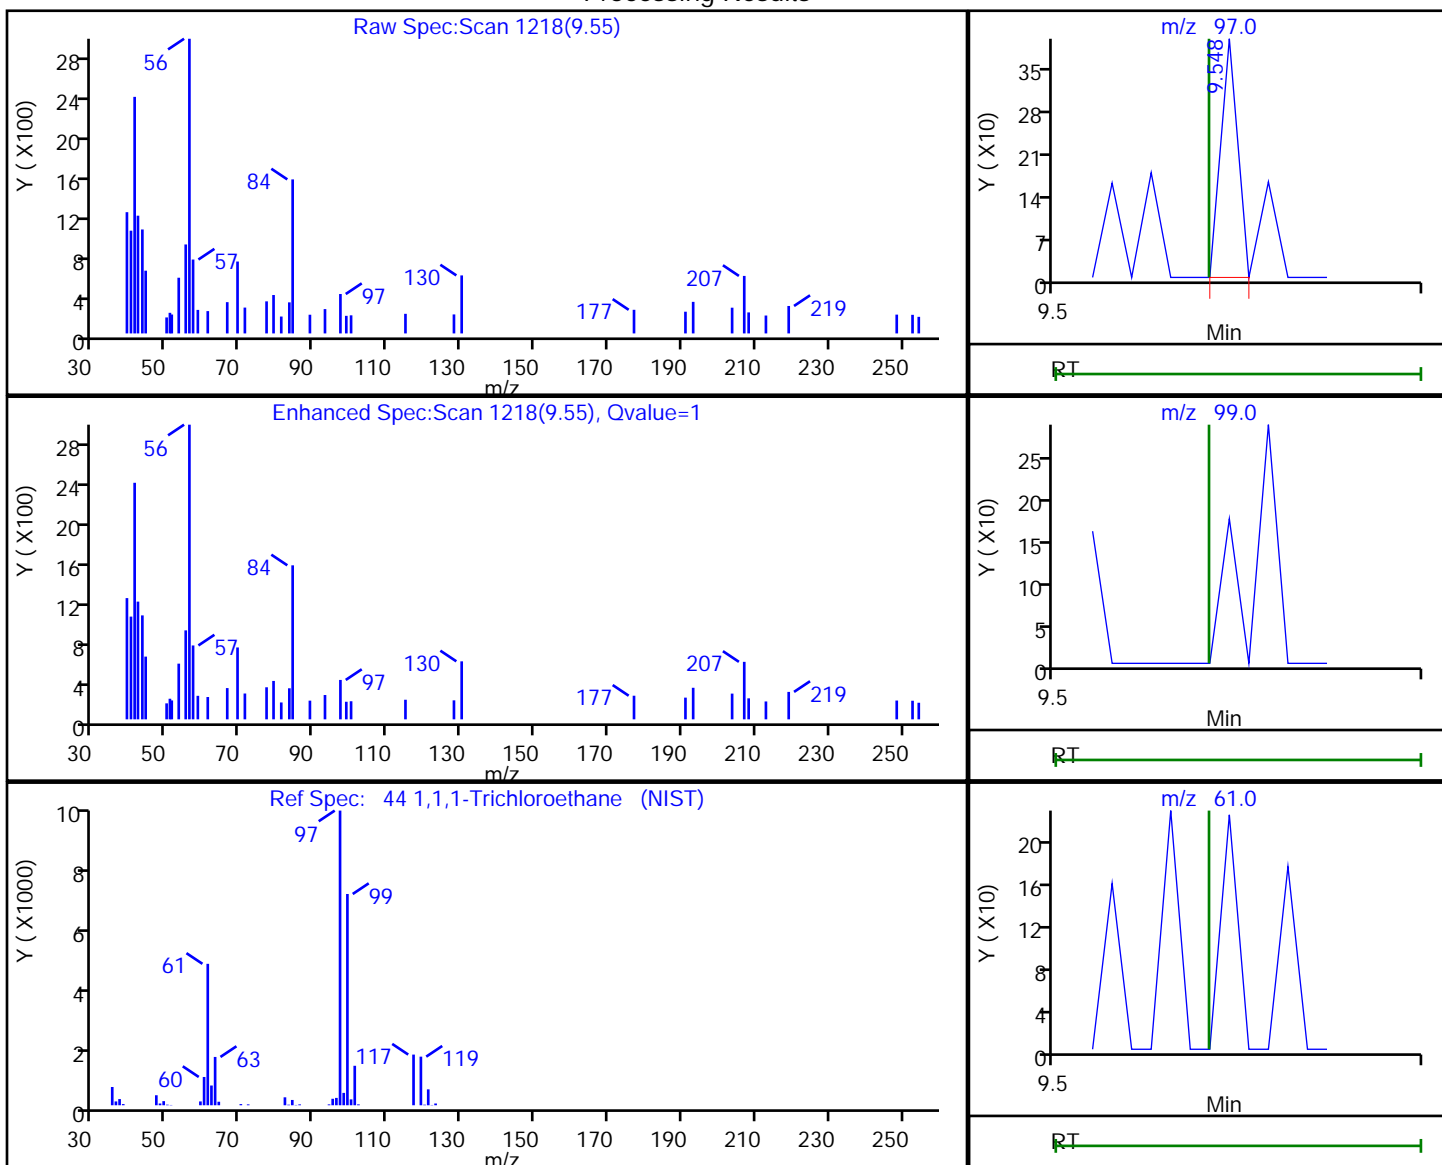 Processing Results
Raw Spec:Scan 1218(9.55)
Y ( X100)
28
24
20
16
12
8
4
0
56
84
57
97
130
177
207
219
30 50 70 90 110 130 150 170 190 210 230 250
m/z
m/z 97.0
Y ( X10)
35
28
21
14
7
0
9.548
9.5
Min
RT
Enhanced Spec:Scan 1218(9.55), Qvalue=1
Y ( X100)
28
24
20
16
12
8
4
0
56
84
57
97
130
177
207
219
30 50 70 90 110 130 150 170 190 210 230 250
m/z
m/z 99.0
Y ( X10)
25
20
15
10
5
0
9.5
Min
RT
Ref Spec: 44 1,1,1-Trichloroethane (NIST)
Y ( X1000)
10
8
6
4
2
0
97
99
61
60
63
117
119
30 50 70 90 110 130 150 170 190 210 230 250
m/z
m/z 61.0
Y ( X10)
20
16
12
8
4
0
9.5
Min
RT